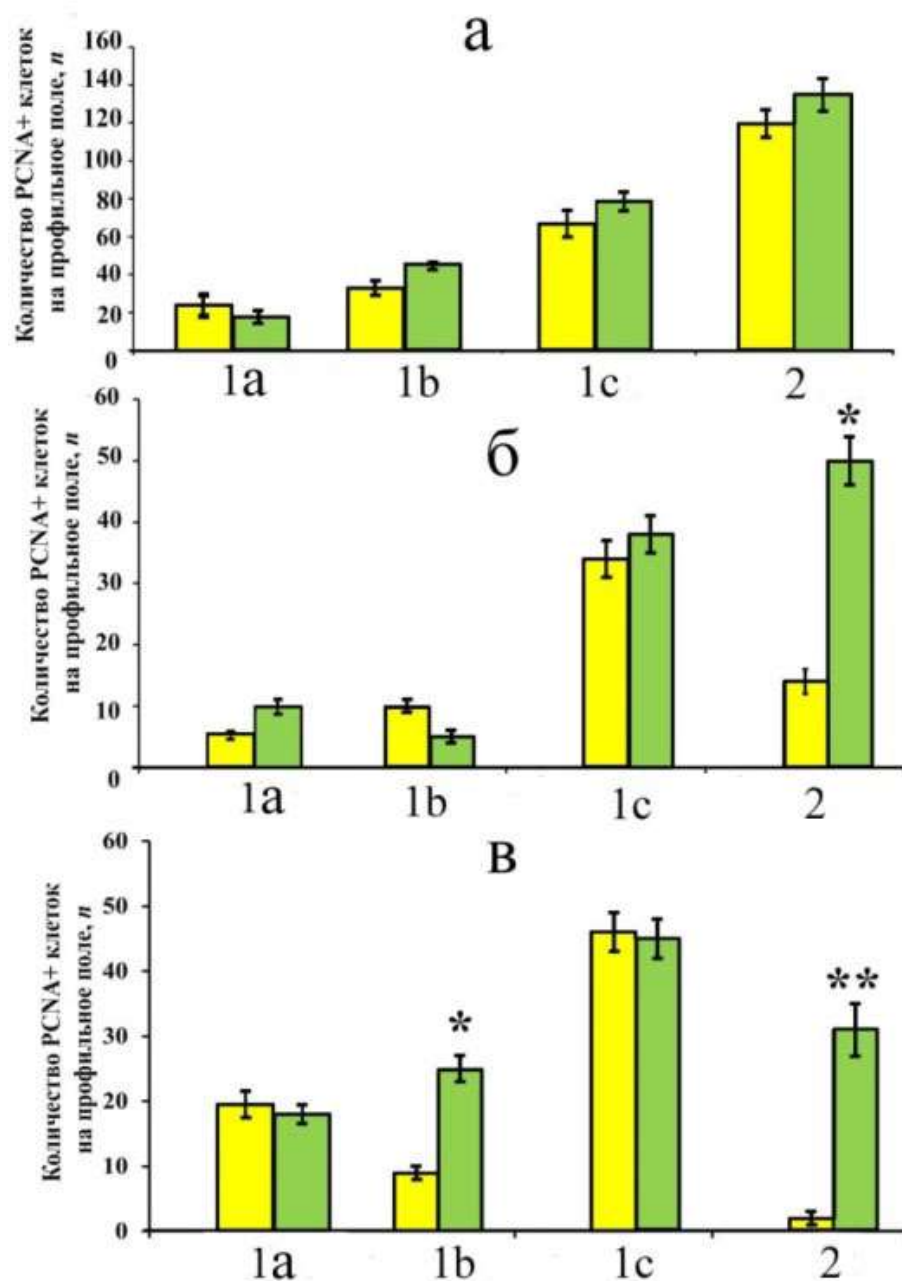 а
Количество PCNA+ клеток
на профильное поле, n
160
140
120
100
80
60
40
20
0
1a
1b
1c
2
б
Количество PCNA+ клеток
на профильное поле, n
60
50
40
30
20
10
0
*
1a
1b
1c
2
в
Количество PCNA+ клеток
на профильное поле, n
60
50
40
30
20
10
0
*
**
1a
1b
1c
2